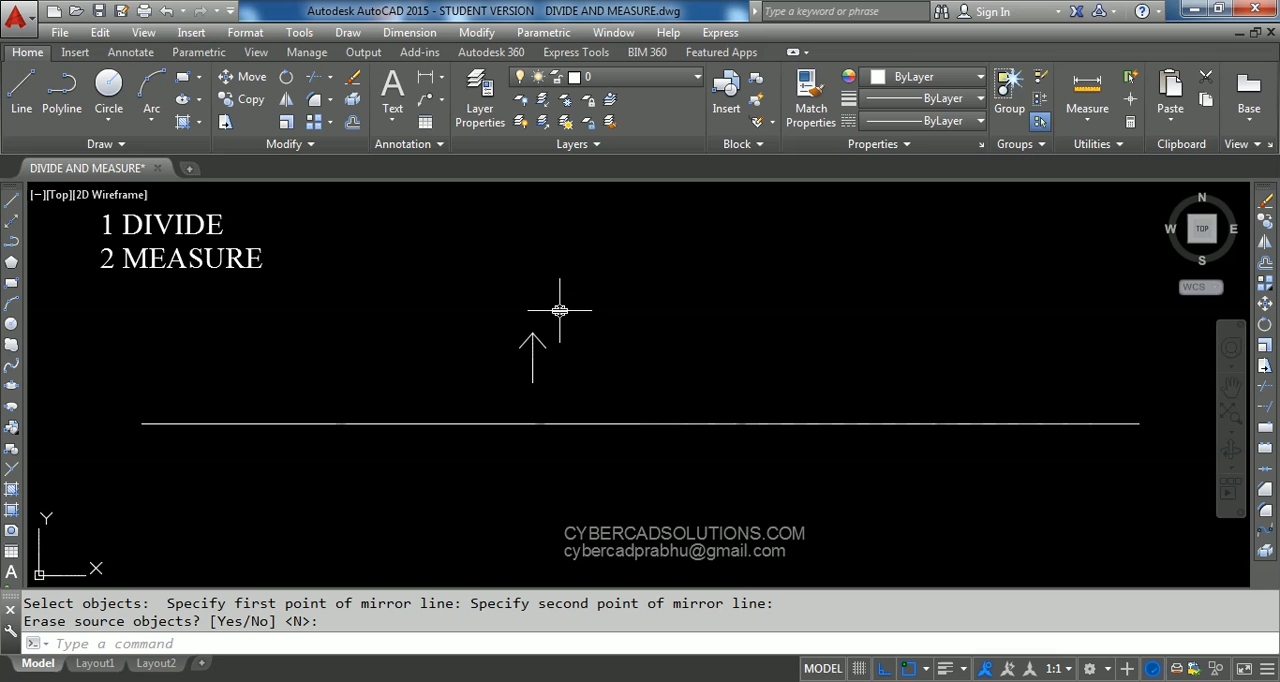 Autodesk AutoCAD 2015 - STUDENT VERSION DIVIDE AND MEASURE.dwg
Type a keyword or phrase
Sign In
File Edit View Insert Format Tools Draw Dimension Modify Parametric Window Help Express
Home Insert Annotate Parametric View Manage Output Add-ins Autodesk 360 Express Tools BIM 360 Featured Apps
Move
Copy
0
ByLayer
ByLayer
ByLayer
Line Polyline Circle Arc
Text
Layer Properties
Insert
Match Properties
Group
Measure
Paste
Base
Draw Modify Annotation Layers Block Properties Groups Utilities Clipboard View
DIVIDE AND MEASURE*
[−][Top][2D Wireframe]
1 DIVIDE
2 MEASURE
N
W TOP E
S
WCS
CYBERCADSOLUTIONS.COM
cybercadprabhu@gmail.com
Y
X
A
Select objects: Specify first point of mirror line: Specify second point of mirror line:
Erase source objects? [Yes/No] <N>:
Type a command
Model Layout1 Layout2
MODEL
1:1